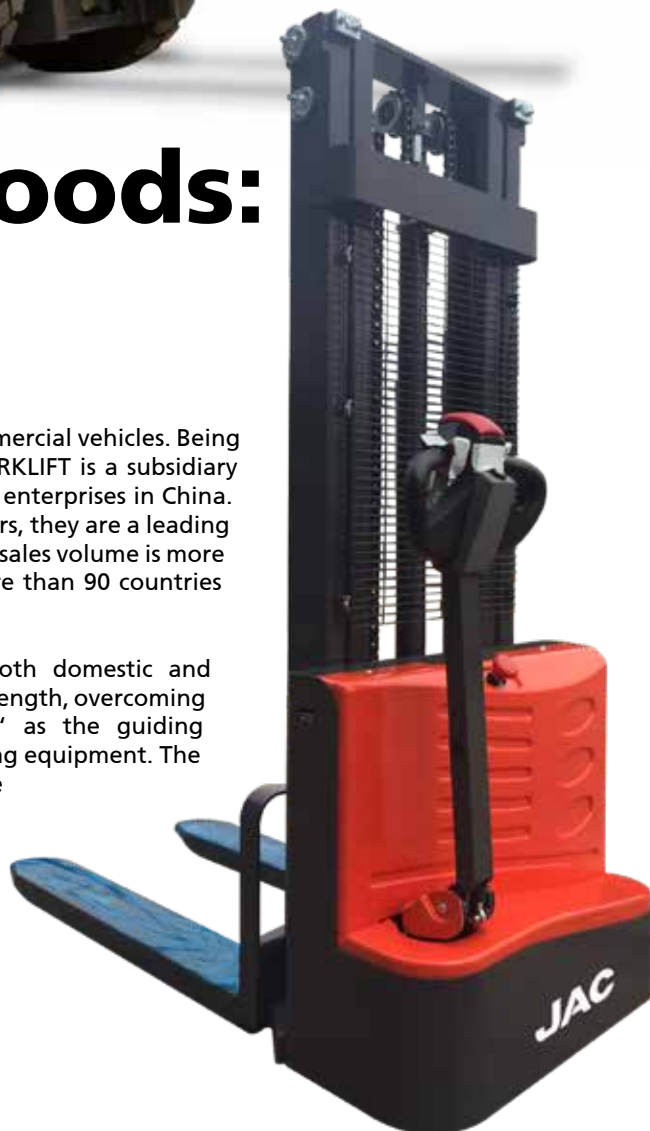 oods:
mercial vehicles. Being
RKLIFT is a subsidiary
enterprises in China.
rs, they are a leading
sales volume is more
re than 90 countries
oth domestic and
ength, overcoming
" as the guiding
ng equipment. The
e
JAC